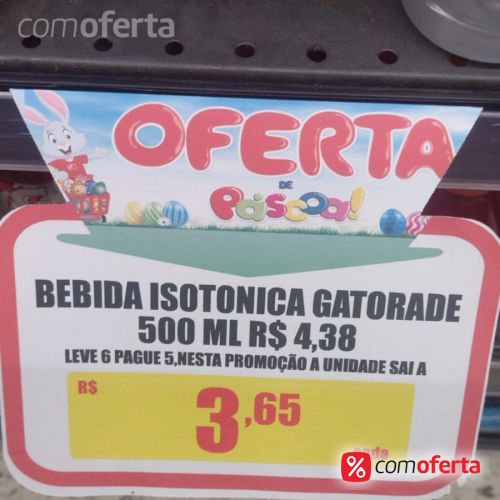 comoferta
OFERTA
DE
Páscoa!
BEBIDA ISOTONICA GATORADE
500 ML R$ 4,38
LEVE 6 PAGUE 5,NESTA PROMOÇÃO A UNIDADE SAI A
R$
3,65
cada
% comoferta